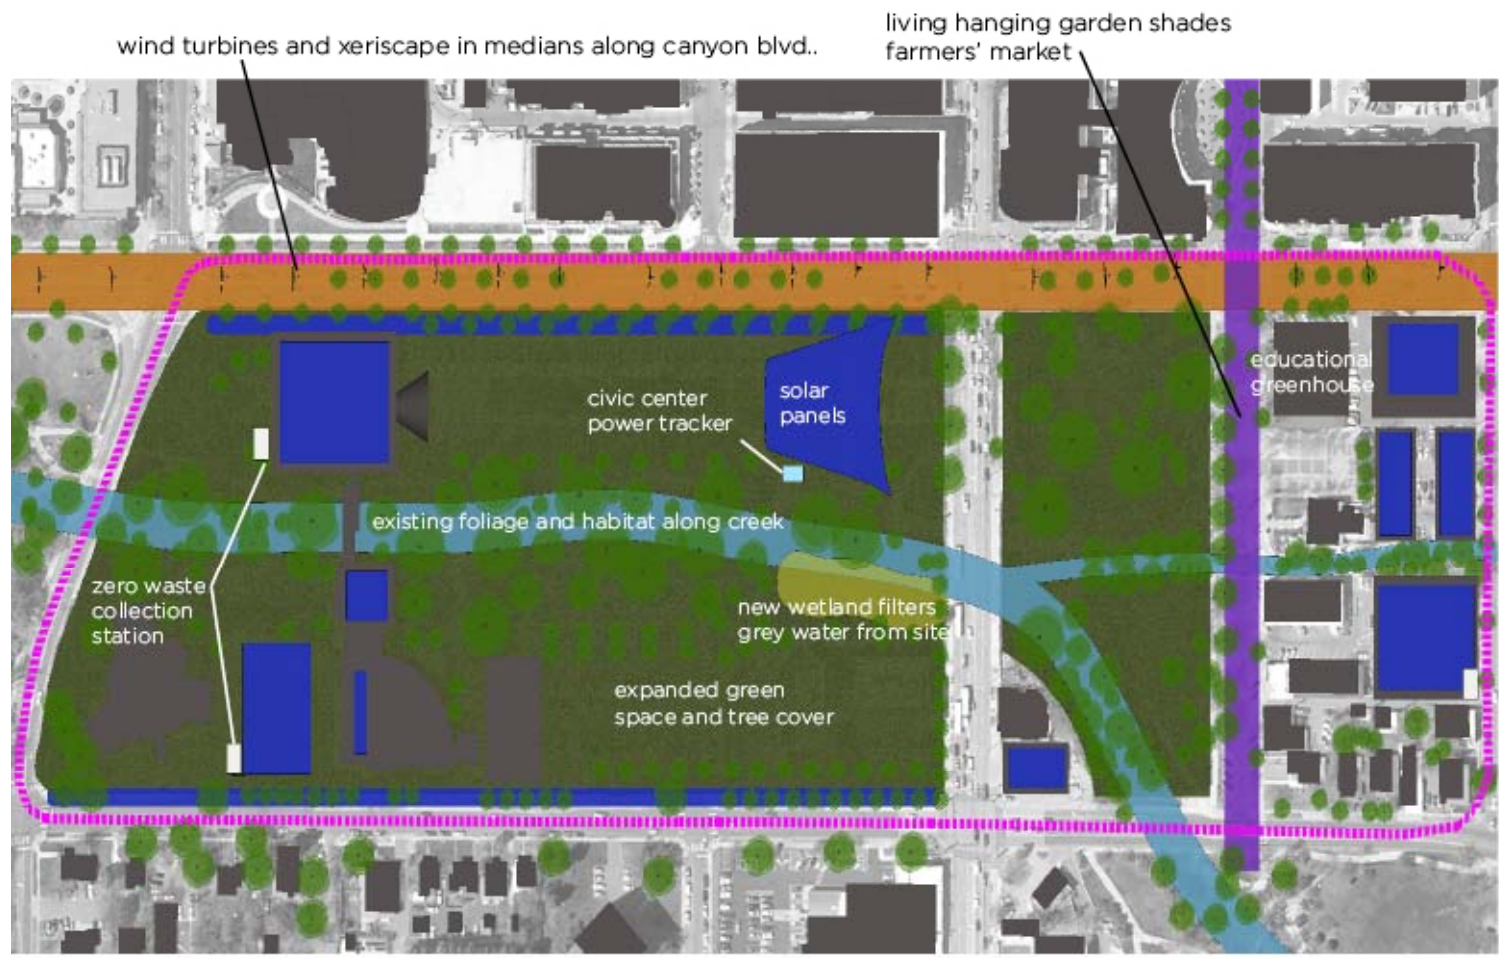 wind turbines and xeriscape in medians along canyon blvd..
living hanging garden shades
farmers' market
educational
greenhouse
civic center
power tracker
solar
panels
existing foliage and habitat along creek
zero waste
collection
station
new wetland filters
grey water from site
expanded green
space and tree cover